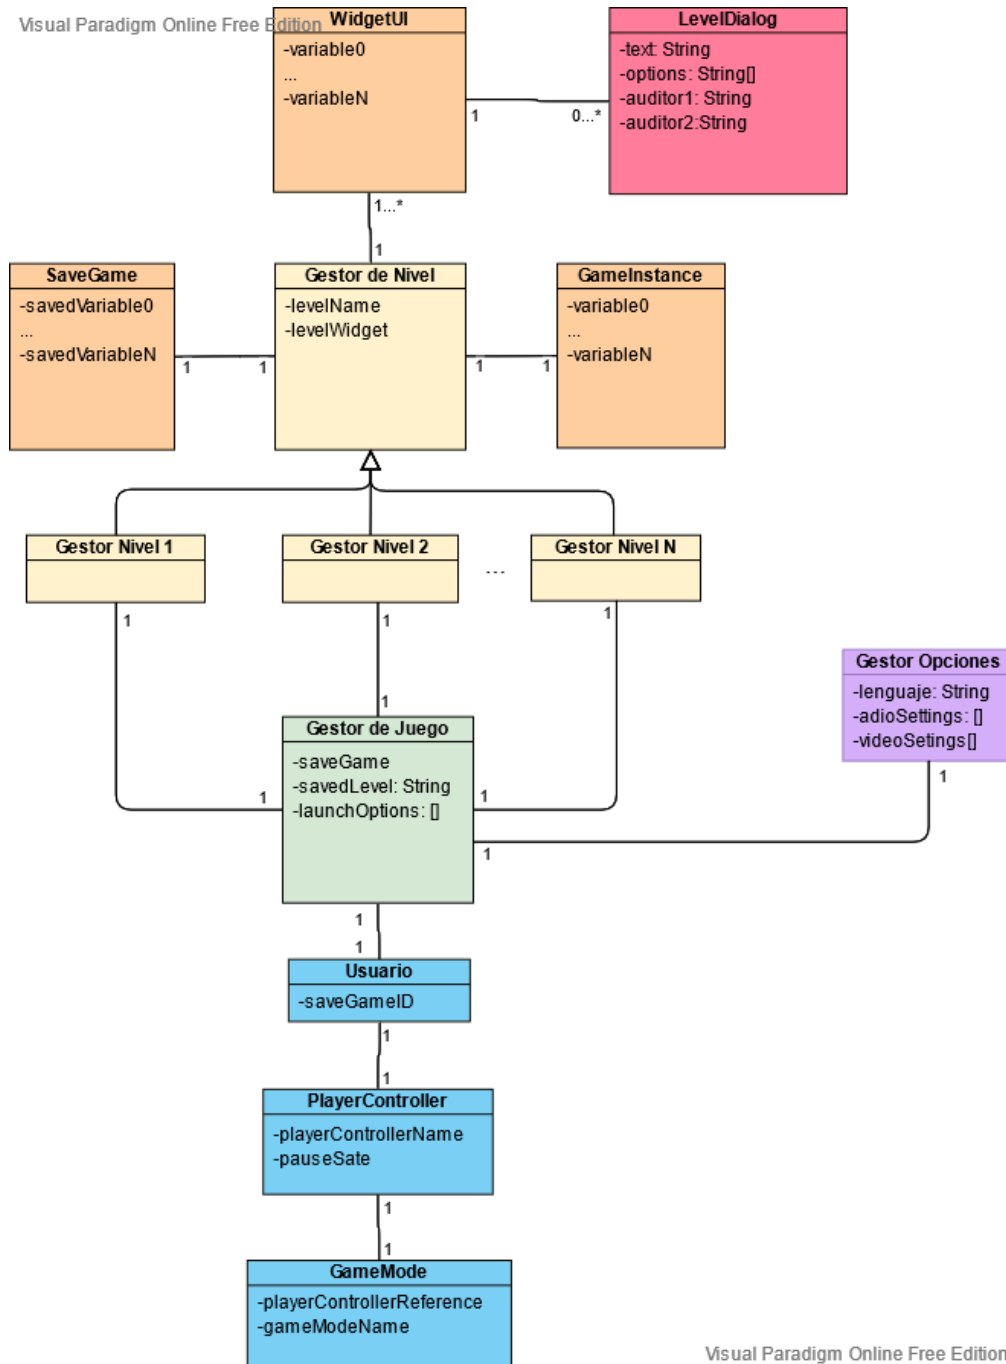 Visual Paradigm Online Free Edition
WidgetUI
-variable0
...
-variableN
LevelDialog
-text: String
-options: String[]
-auditor1: String
-auditor2:String
1
0...*
1...*
1
SaveGame
-savedVariable0
...
-savedVariableN
Gestor de Nivel
-levelName
-levelWidget
GameInstance
-variable0
...
-variableN
1
1
1
1
Gestor Nivel 1
Gestor Nivel 2
...
Gestor Nivel N
1
1
1
Gestor Opciones
-lenguaje: String
-adioSettings: []
-videoSetings[]
1
1
Gestor de Juego
-saveGame
-savedLevel: String
-launchOptions: []
1
1
1
1
1
Usuario
-saveGameID
1
1
PlayerController
-playerControllerName
-pauseSate
1
1
GameMode
-playerControllerReference
-gameModeName
Visual Paradigm Online Free Edition